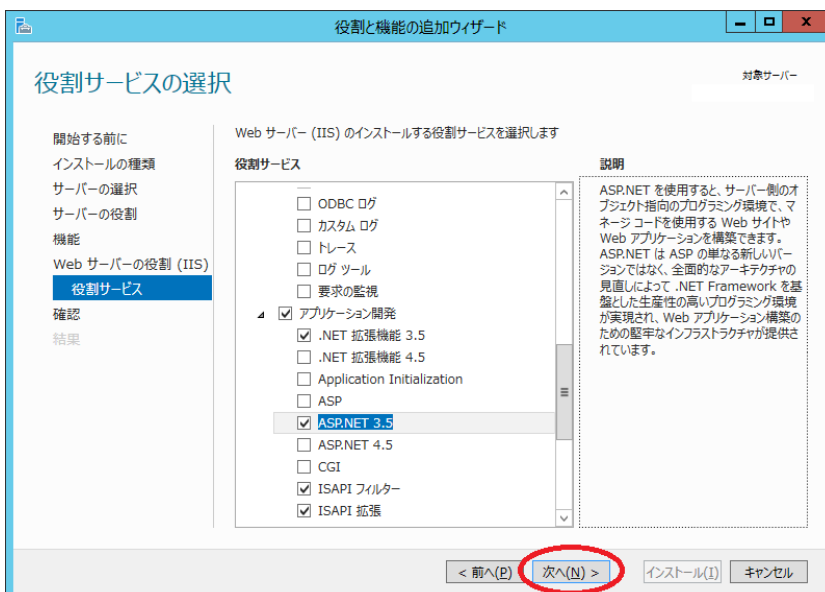 役割と機能の追加ウィザード
役割サービスの選択
対象サーバー
開始する前に
インストールの種類
サーバーの選択
サーバーの役割
機能
Web サーバーの役割 (IIS)
役割サービス
確認
結果
Web サーバー (IIS) のインストールする役割サービスを選択します
役割サービス
ODBC ログ
カスタム ログ
トレース
ログ ツール
要求の監視
アプリケーション開発
.NET 拡張機能 3.5
.NET 拡張機能 4.5
Application Initialization
ASP
ASP.NET 3.5
ASP.NET 4.5
CGI
ISAPI フィルター
ISAPI 拡張
説明
ASP.NET を使用すると、サーバー側のオ
ブジェクト指向のプログラミング環境で、マ
ネージ コードを使用する Web サイトや
Web アプリケーションを構築できます。
ASP.NET は ASP の単なる新しいバー
ジョンではなく、全面的なアーキテクチャの
見直しによって .NET Framework を基
盤とした生産性の高いプログラミング環境
が実現され、Web アプリケーション構築の
ための堅牢なインフラストラクチャが提供さ
れています。
< 前へ(P)
次へ(N) >
インストール(I)
キャンセル